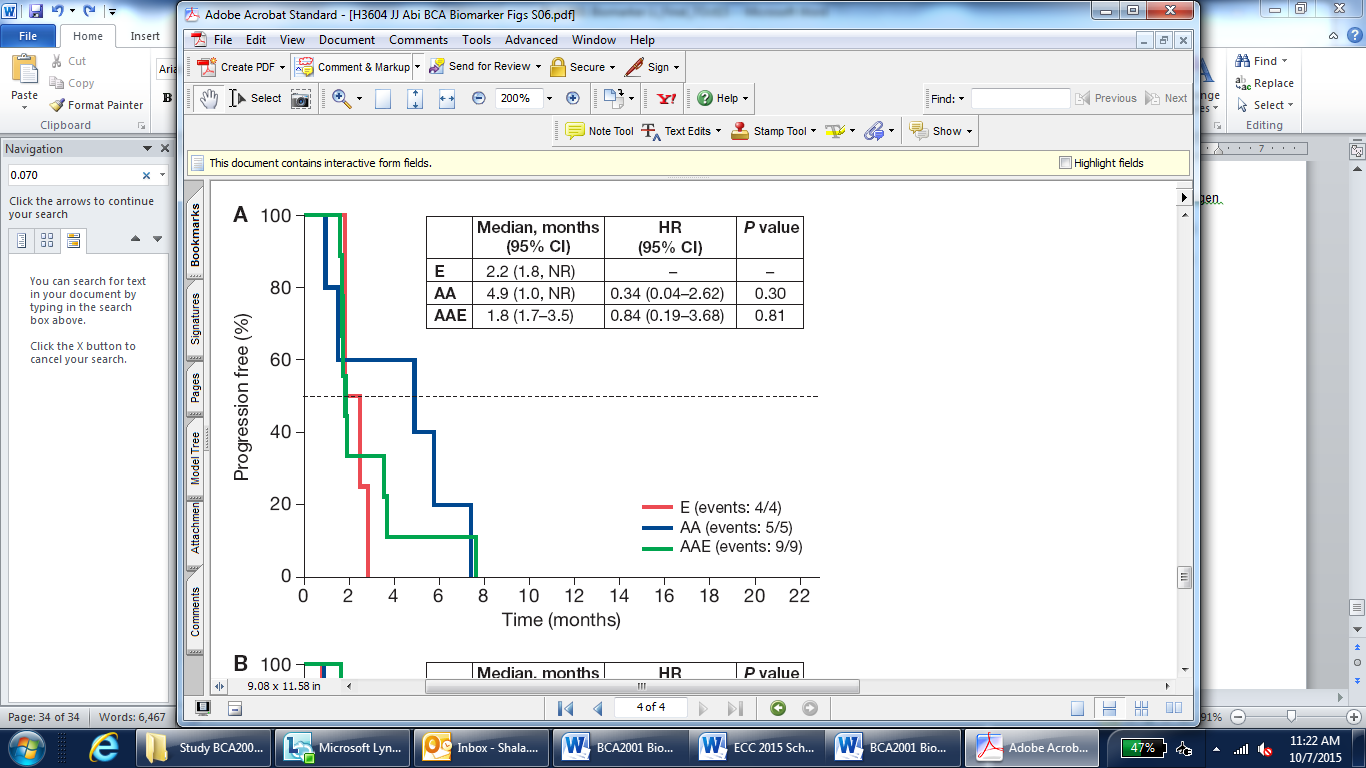 Adobe Acrobat Standard - [H3604 JJ Abi BCA Biomarker Figs S06.pdf]
File Home Insert
File Edit View Document Comments Tools Advanced Window Help
Create PDF Comment & Markup Send for Review Secure Sign
Cut
Copy
Paste
Format Painter
Clipboard
Aria
B
Select 200% Help Find: Previous Next
Note Tool Text Edits Stamp Tool Show
Find
Replace
Select
Editing
This document contains interactive form fields. Highlight fields
Navigation
0.070
Click the arrows to continue
your search
You can search for text
in your document by
typing in the search
box above.
Click the X button to
cancel your search.
Bookmarks
Signatures
Pages
Model Tree
Attachmen
Comments
A
Progression free (%)
100
80
60
40
20
0
0 2 4 6 8 10 12 14 16 18 20 22
Time (months)
Median, months HR P value
(95% CI) (95% CI)
E 2.2 (1.8, NR) – –
AA 4.9 (1.0, NR) 0.34 (0.04–2.62) 0.30
AAE 1.8 (1.7–3.5) 0.84 (0.19–3.68) 0.81
E (events: 4/4)
AA (events: 5/5)
AAE (events: 9/9)
B 100
Median, months HR P value
7
gen
9.08 x 11.58 in
4 of 4
Page: 34 of 34 Words: 6,467
91%
Study BCA200... Microsoft Lyn... Inbox - Shala.... BCA2001 Bio... ECC 2015 Sch... BCA2001 Bio... Adobe Acrob...
47%
11:22 AM
10/7/2015